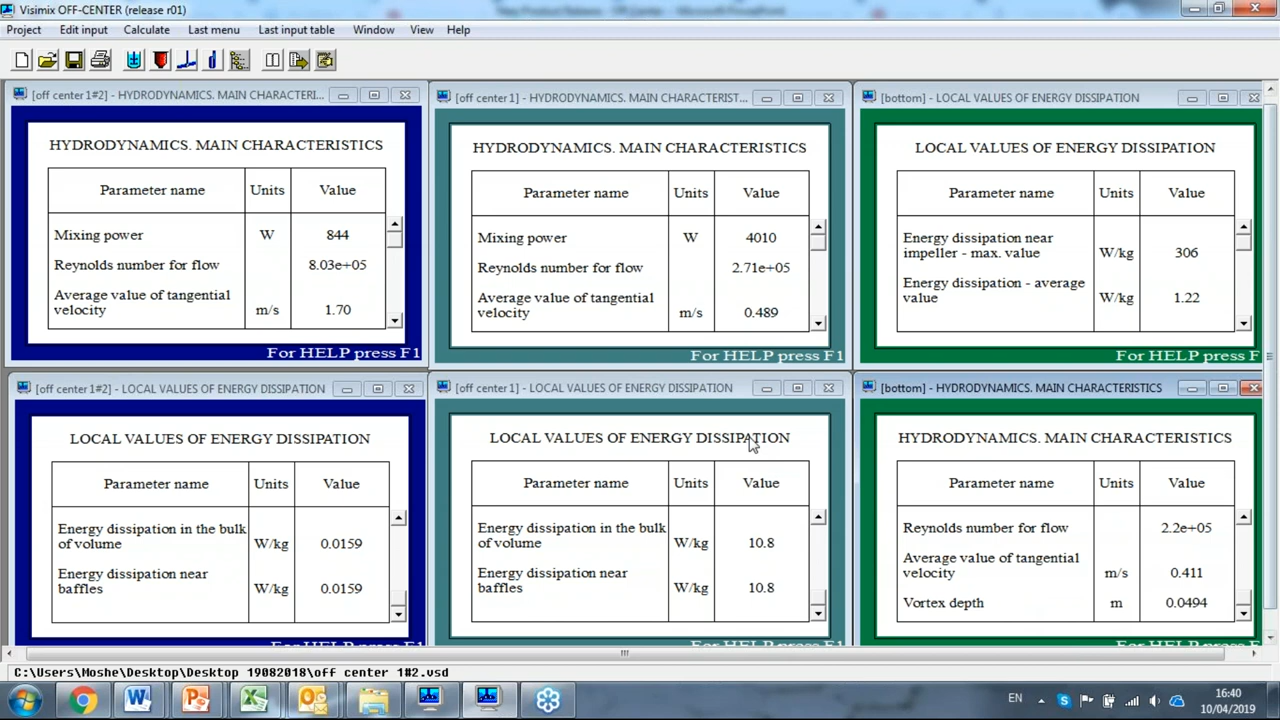 Visimix OFF-CENTER (release r01)
Project Edit input Calculate Last menu Last input table Window View Help
[off center 1#2] - HYDRODYNAMICS. MAIN CHARACTERI...
HYDRODYNAMICS. MAIN CHARACTERISTICS
Parameter name Units Value
Mixing power W 844
Reynolds number for flow 8.03e+05
Average value of tangential
velocity m/s 1.70
For HELP press F1
[off center 1] - HYDRODYNAMICS. MAIN CHARACTERIST...
HYDRODYNAMICS. MAIN CHARACTERISTICS
Parameter name Units Value
Mixing power W 4010
Reynolds number for flow 2.71e+05
Average value of tangential
velocity m/s 0.489
For HELP press F1
[bottom] - LOCAL VALUES OF ENERGY DISSIPATION
LOCAL VALUES OF ENERGY DISSIPATION
Parameter name Units Value
Energy dissipation near
impeller - max. value W/kg 306
Energy dissipation - average
value W/kg 1.22
For HELP press F
[off center 1#2] - LOCAL VALUES OF ENERGY DISSIPATION
LOCAL VALUES OF ENERGY DISSIPATION
Parameter name Units Value
Energy dissipation in the bulk
of volume W/kg 0.0159
Energy dissipation near
baffles W/kg 0.0159
[off center 1] - LOCAL VALUES OF ENERGY DISSIPATION
LOCAL VALUES OF ENERGY DISSIPATION
Parameter name Units Value
Energy dissipation in the bulk
of volume W/kg 10.8
Energy dissipation near
baffles W/kg 10.8
[bottom] - HYDRODYNAMICS. MAIN CHARACTERISTICS
HYDRODYNAMICS. MAIN CHARACTERISTICS
Parameter name Units Value
Reynolds number for flow 2.2e+05
Average value of tangential
velocity m/s 0.411
Vortex depth m 0.0494
C:\Users\Moshe\Desktop\Desktop 19082018\off center 1#2.vsd
EN
16:40
10/04/2019